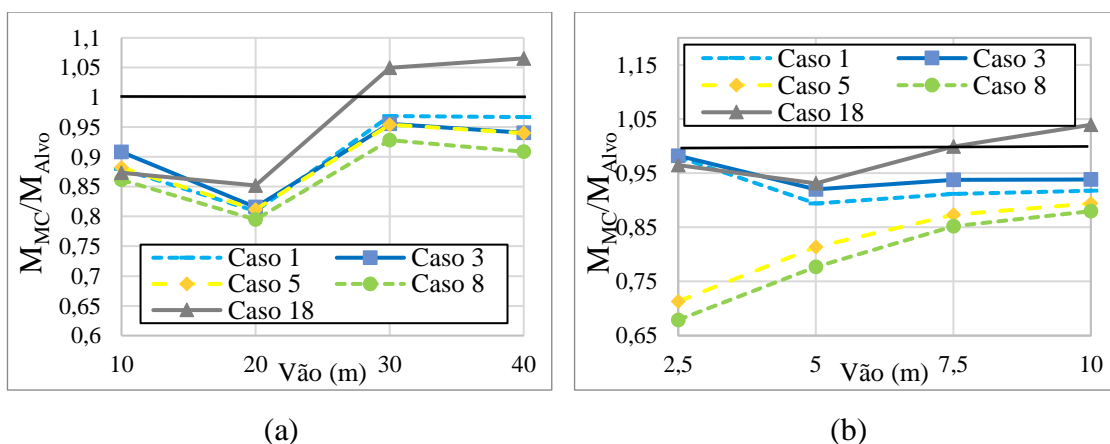 1,1
1,05
1
0,95
0,9
0,85
0,8
0,75
0,7
0,65
0,6
M_MC/M_Alvo
10 20 30 40
Vão (m)
Caso 1 Caso 3
Caso 5 Caso 8
Caso 18
(a)
1,15
1,05
0,95
0,85
0,75
0,65
M_MC/M_Alvo
2,5 5 7,5 10
Vão (m)
Caso 1 Caso 3
Caso 5 Caso 8
Caso 18
(b)